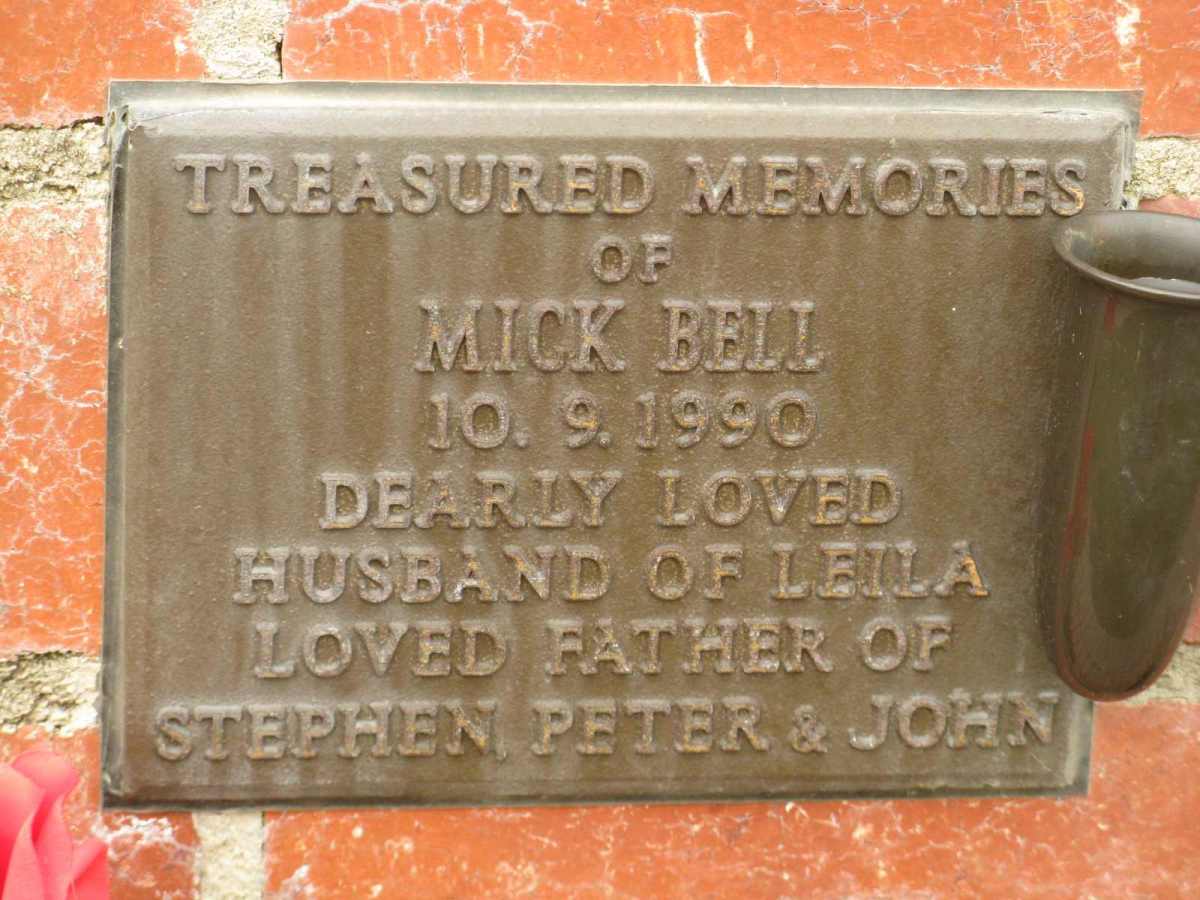 TREASURED MEMORIES
OF
MICK BELL
10. 9. 1990
DEARLY LOVED
HUSBAND OF LEILA
LOVED FATHER OF
STEPHEN, PETER & JOHN